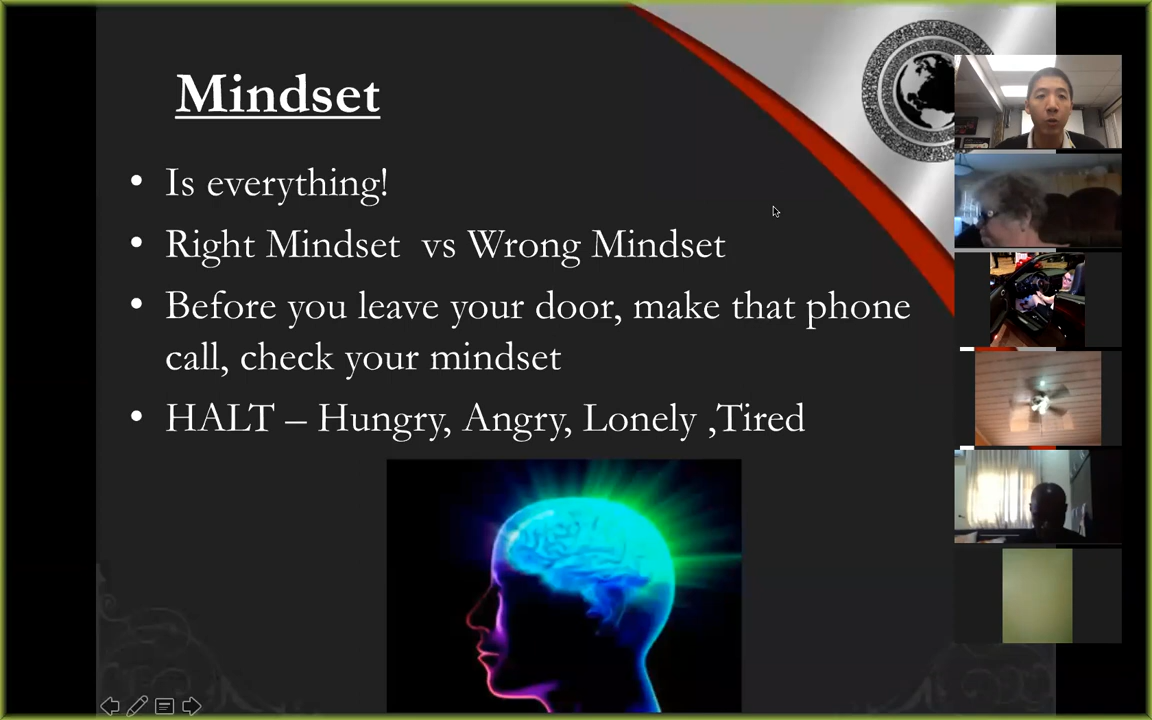 Mindset
• Is everything!
• Right Mindset  vs Wrong Mindset
• Before you leave your door, make that phone
call, check your mindset
• HALT – Hungry, Angry, Lonely ,Tired